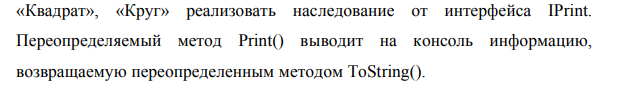 «Квадрат», «Круг» реализовать наследование от интерфейса IPrint.
Переопределяемый метод Print() выводит на консоль информацию,
возвращаемую переопределенным методом ToString().